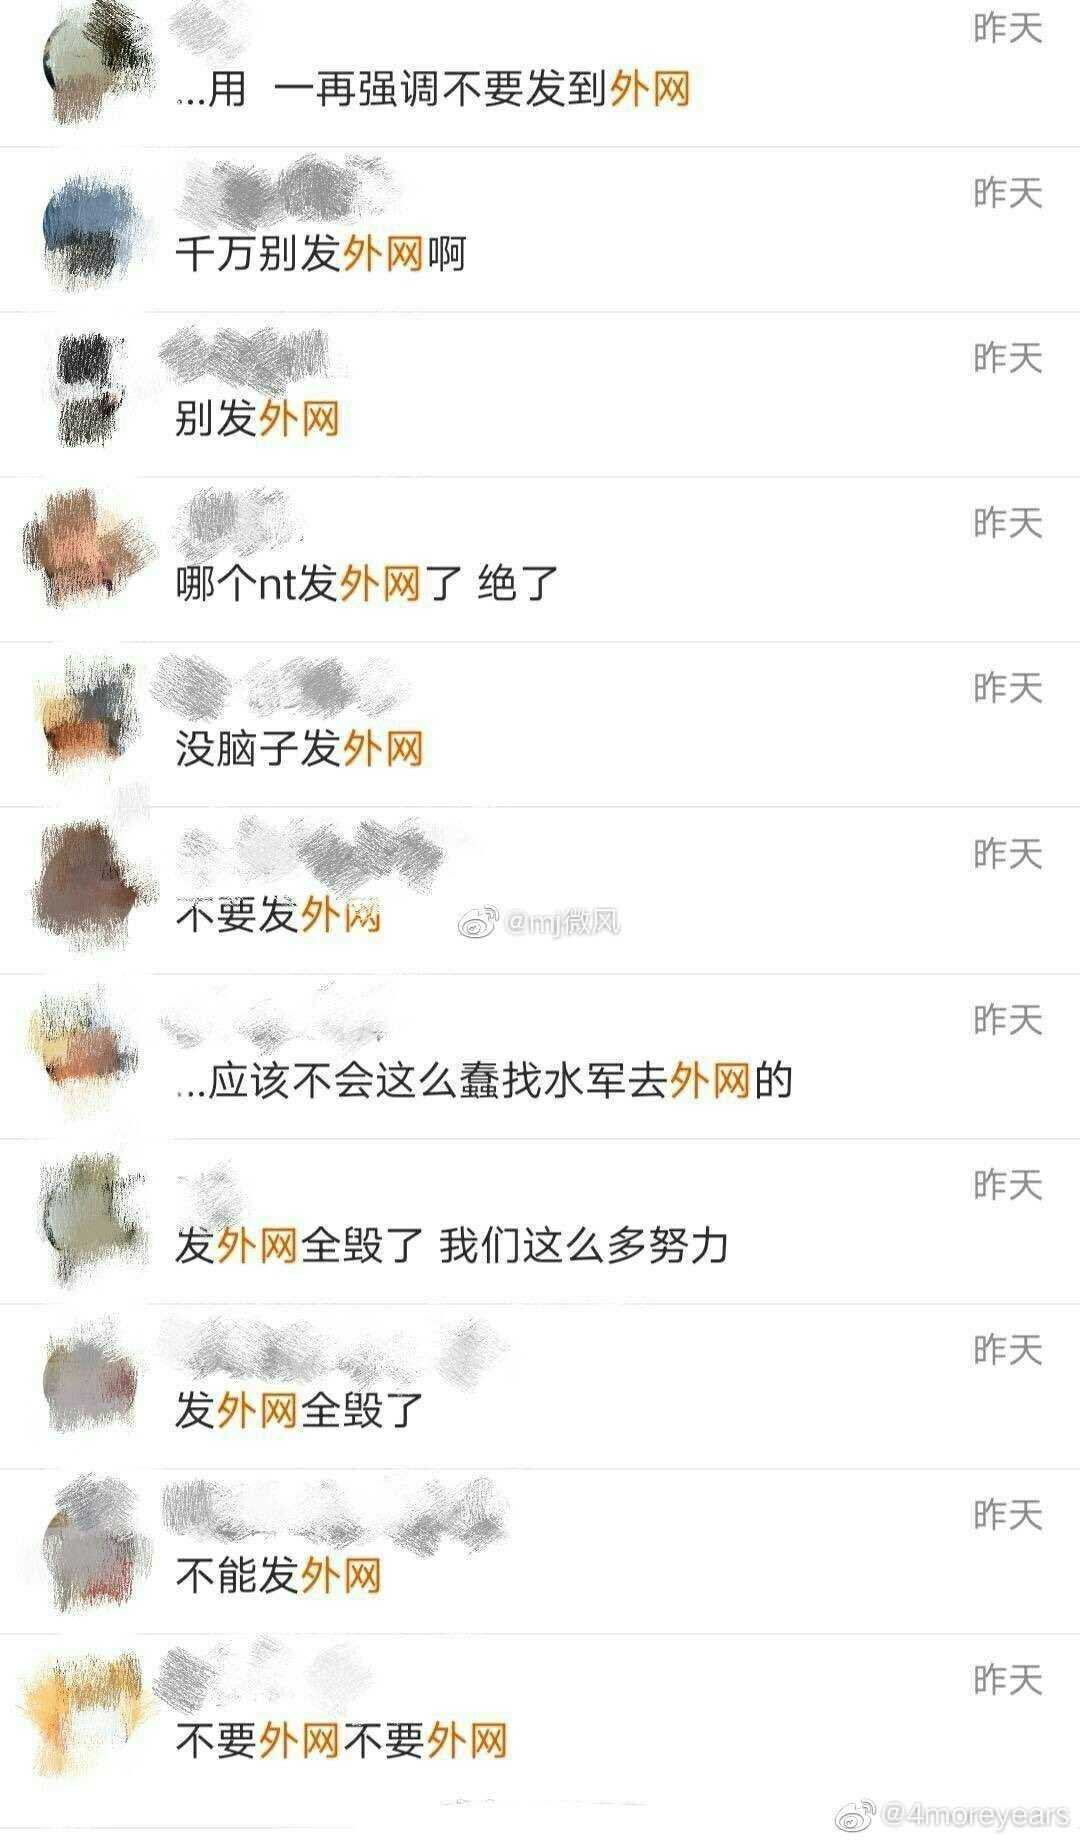 昨天
...用 一再强调不要发到外网
昨天
千万别发外网啊
昨天
别发外网
昨天
哪个nt发外网了 绝了
昨天
没脑子发外网
昨天
不要发外网
@mj微风
昨天
...应该不会这么蠢找水军去外网的
昨天
发外网全毁了 我们这么多努力
昨天
发外网全毁了
昨天
不能发外网
昨天
不要外网不要外网
@4moreyears